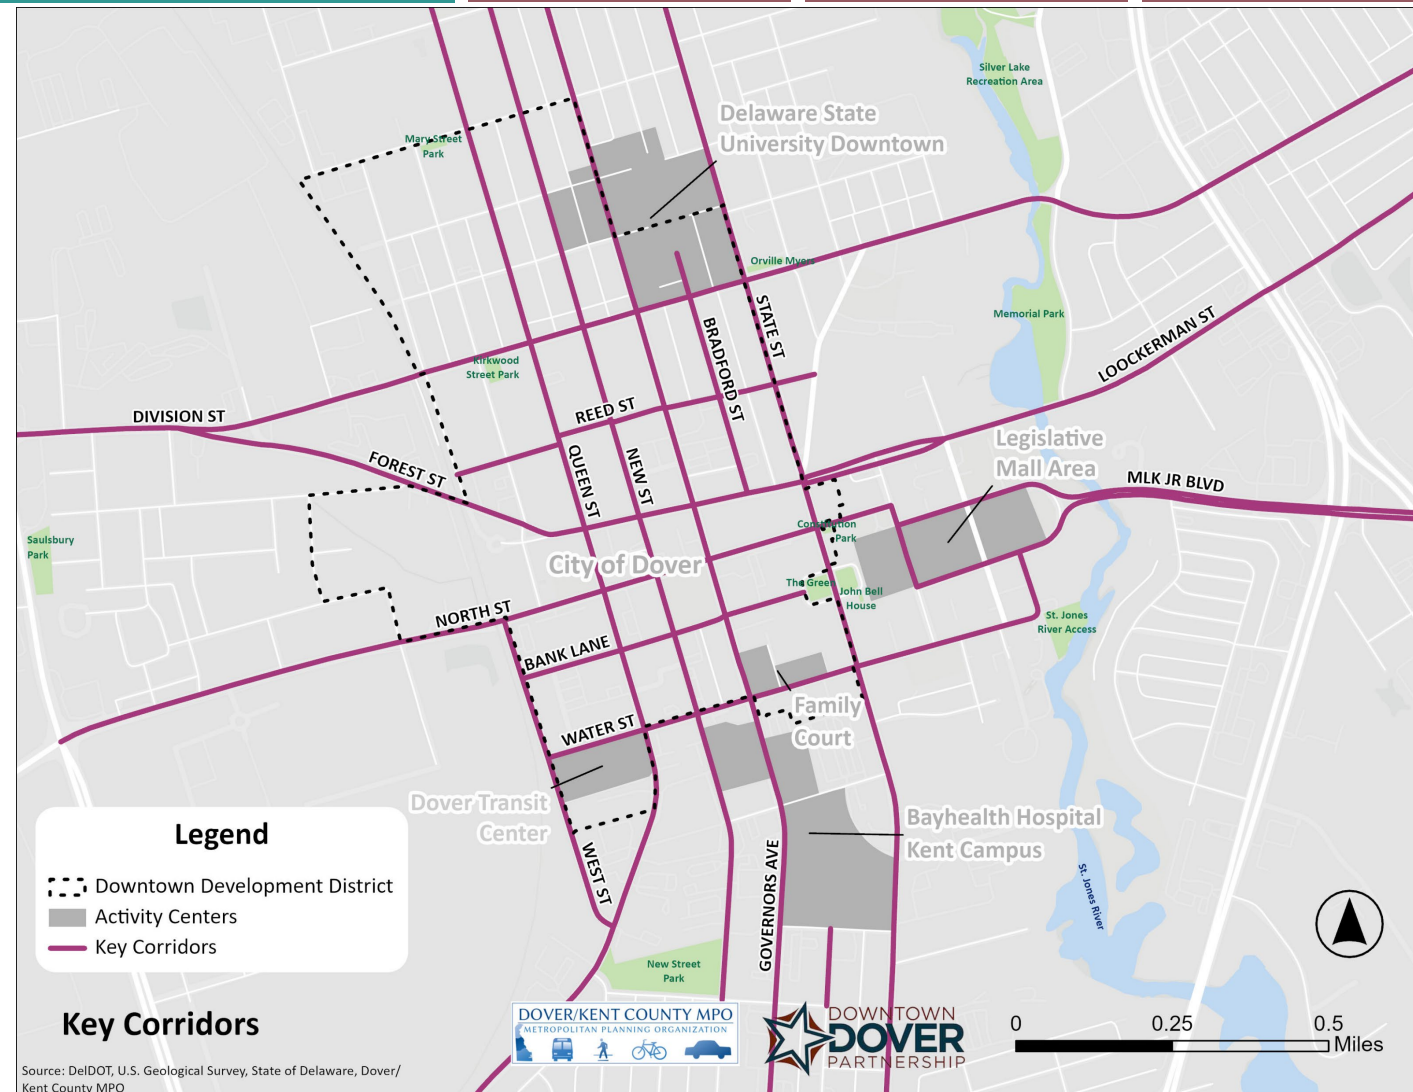 Silver Lake
Recreation Area
Delaware State
University Downtown
Mary Street
Park
Orville Myers
STATE ST
BRADFORD ST
Memorial Park
LOOCKERMAN ST
Kirkwood
Street Park
DIVISION ST
REED ST
FOREST ST
QUEEN ST
NEW ST
Legislative
Mall Area
MLK JR BLVD
Saulsbury
Park
Constitution
Park
City of Dover
The Green
John Bell
House
NORTH ST
St. Jones
River Access
BANK LANE
Family
Court
WATER ST
Dover Transit
Center
Bayhealth Hospital
Kent Campus
WEST ST
GOVERNORS AVE
St. Jones River
New Street
Park
Legend
Downtown Development District
Activity Centers
Key Corridors
Key Corridors
Source: DelDOT, U.S. Geological Survey, State of Delaware, Dover/
Kent County MPO
DOVER/KENT COUNTY MPO
METROPOLITAN PLANNING ORGANIZATION
DOWNTOWN
DOVER
PARTNERSHIP
0 0.25 0.5
Miles